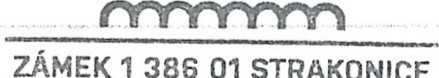 ZÁMEK 1 386 01 STRAKONICE